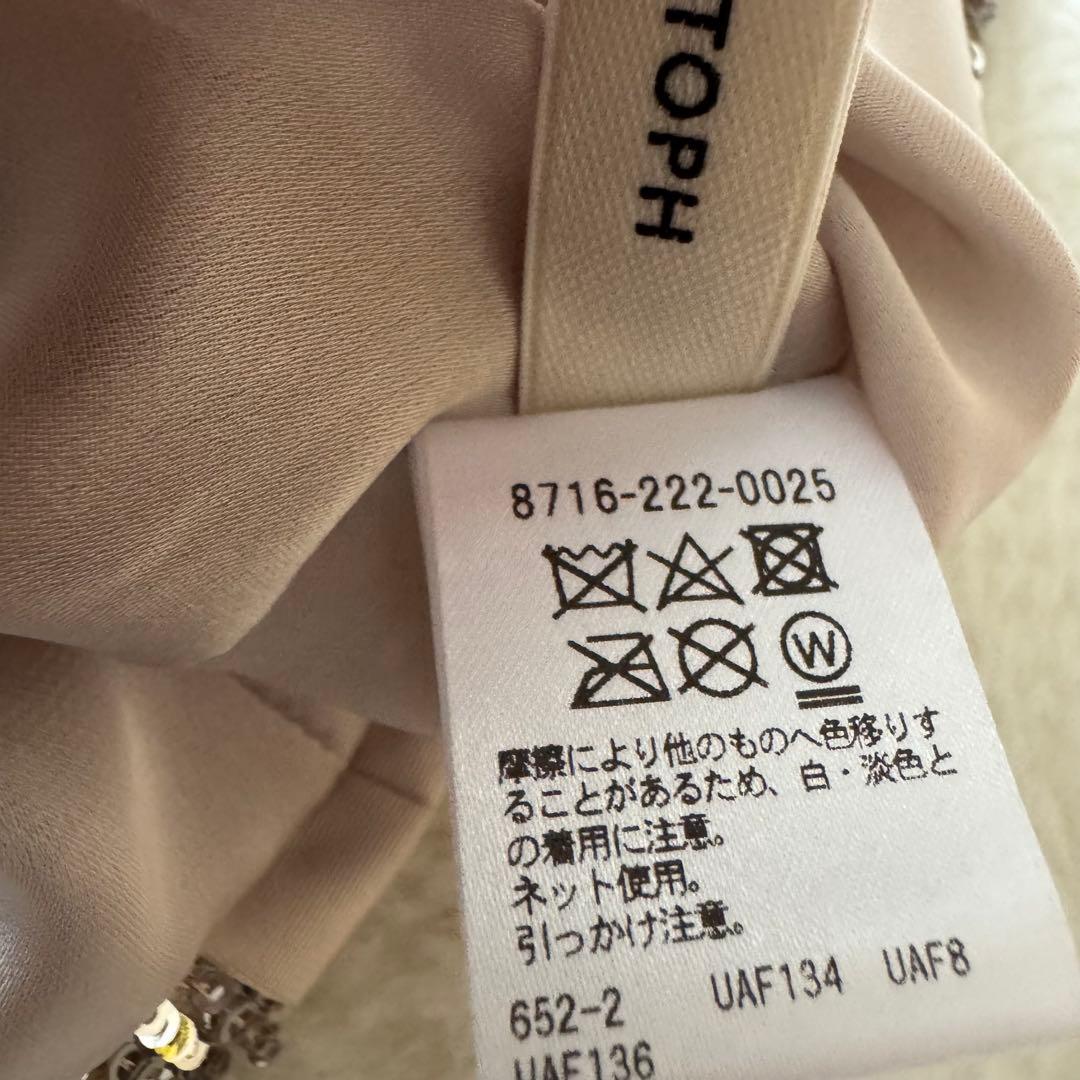 TOPH
8716-222-0025
W
摩擦により他のものへ色移りす
ることがあるため、白・淡色と
の着用に注意。
ネット使用。
引っかけ注意。
652-2 UAF134 UAF8
UAF136